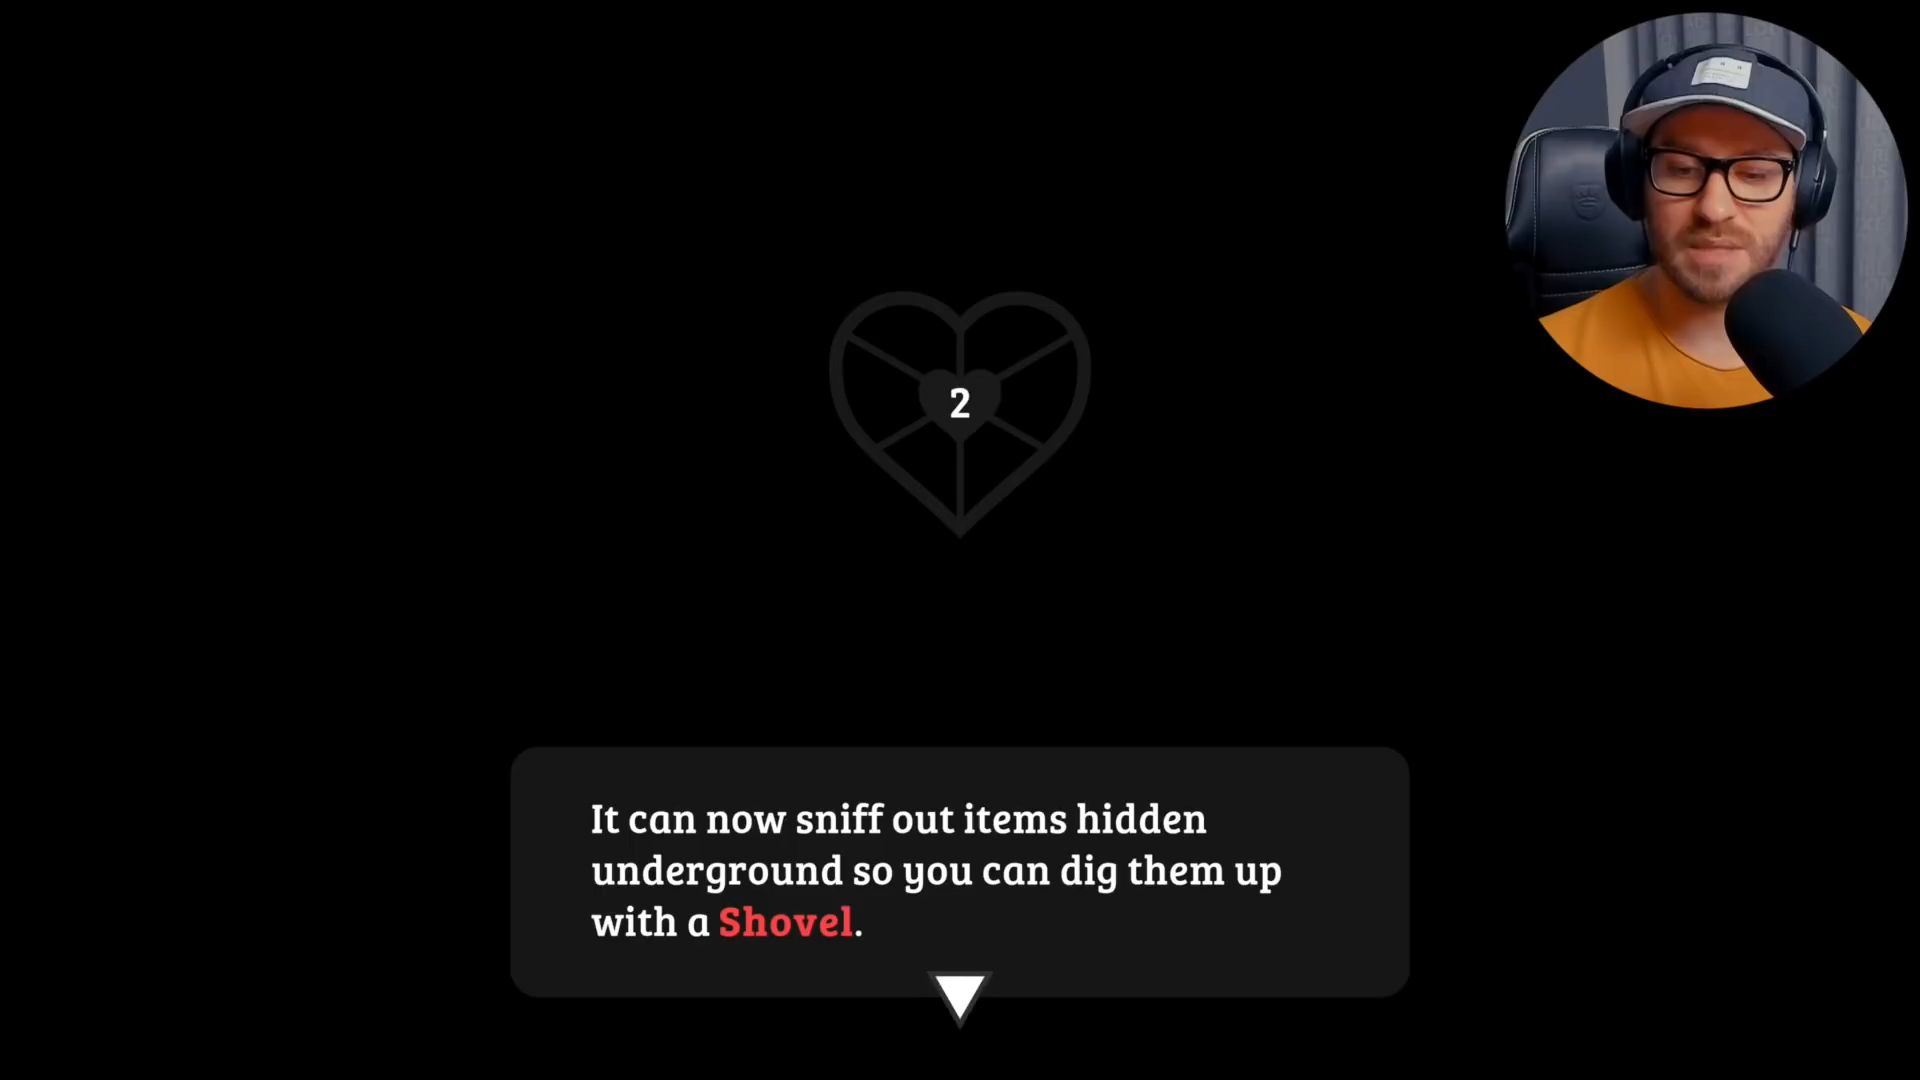 2
It can now sniff out items hidden
underground so you can dig them up
with a Shovel.